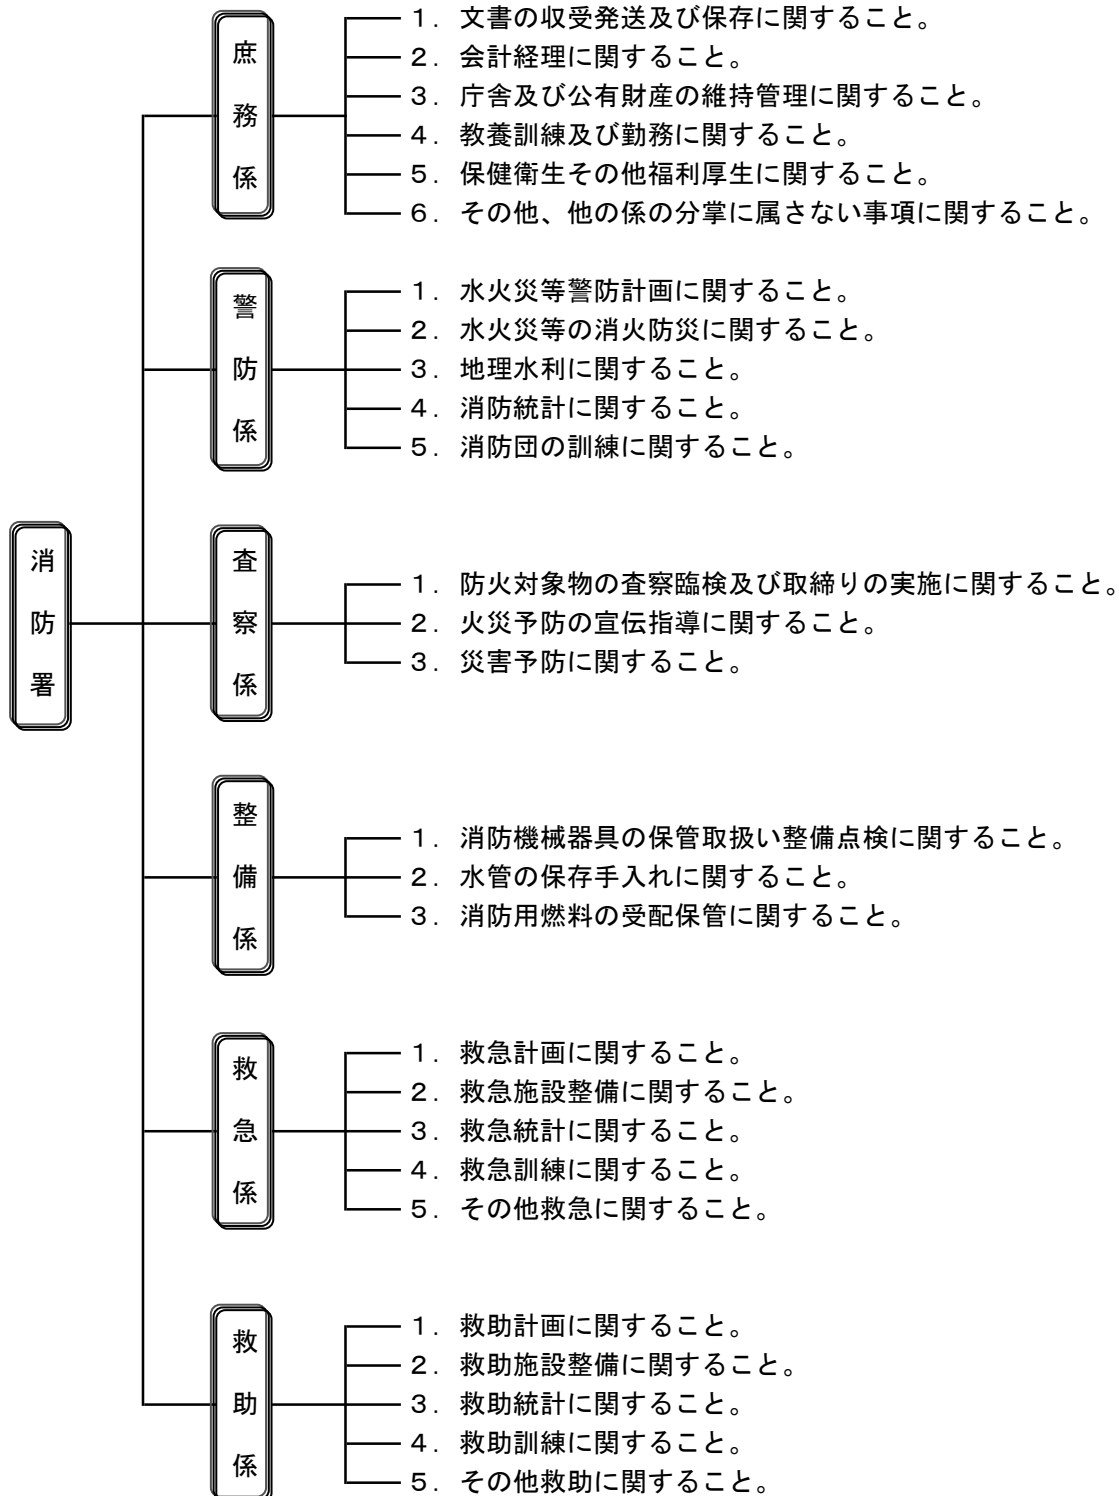 消防署
庶務係
１．文書の収受発送及び保存に関すること。
２．会計経理に関すること。
３．庁舎及び公有財産の維持管理に関すること。
４．教養訓練及び勤務に関すること。
５．保健衛生その他福利厚生に関すること。
６．その他、他の係の分掌に属さない事項に関すること。
警防係
１．水火災等警防計画に関すること。
２．水火災等の消火防災に関すること。
３．地理水利に関すること。
４．消防統計に関すること。
５．消防団の訓練に関すること。
査察係
１．防火対象物の査察臨検及び取締りの実施に関すること。
２．火災予防の宣伝指導に関すること。
３．災害予防に関すること。
整備係
１．消防機械器具の保管取扱い整備点検に関すること。
２．水管の保存手入れに関すること。
３．消防用燃料の受配保管に関すること。
救急係
１．救急計画に関すること。
２．救急施設整備に関すること。
３．救急統計に関すること。
４．救急訓練に関すること。
５．その他救急に関すること。
救助係
１．救助計画に関すること。
２．救助施設整備に関すること。
３．救助統計に関すること。
４．救助訓練に関すること。
５．その他救助に関すること。